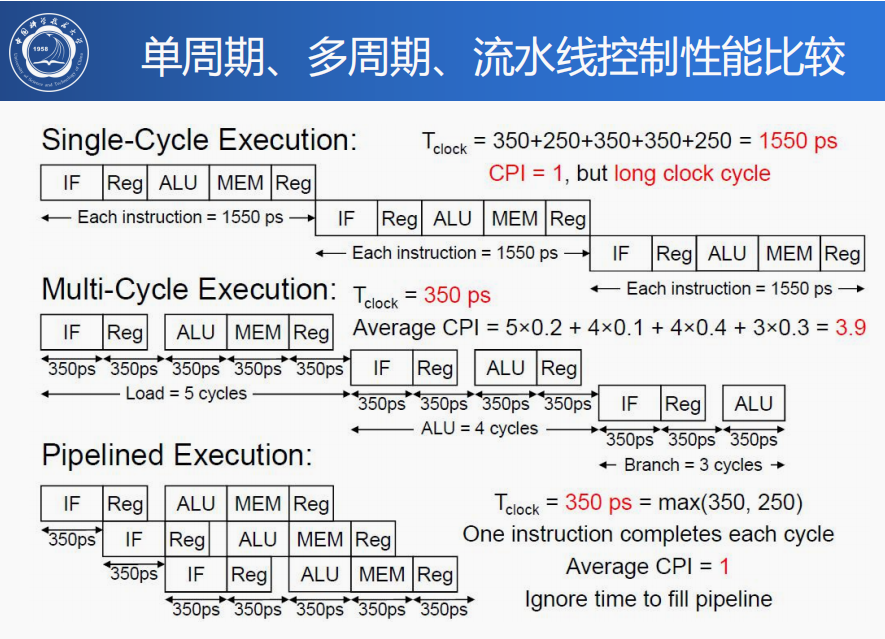 1958
单周期、多周期、流水线控制性能比较
Single-Cycle Execution:
Tclock = 350+250+350+350+250 = 1550 ps
CPI = 1, but long clock cycle
IF Reg ALU MEM Reg
Each instruction = 1550 ps
IF Reg ALU MEM Reg
Each instruction = 1550 ps
IF Reg ALU MEM Reg
Each instruction = 1550 ps
Multi-Cycle Execution:
Tclock = 350 ps
Average CPI = 5×0.2 + 4×0.1 + 4×0.4 + 3×0.3 = 3.9
IF Reg ALU MEM Reg
350ps 350ps 350ps 350ps 350ps
Load = 5 cycles
IF Reg ALU Reg
350ps 350ps 350ps 350ps
ALU = 4 cycles
IF Reg ALU
350ps 350ps 350ps
Branch = 3 cycles
Pipelined Execution:
IF Reg ALU MEM Reg
350ps
IF Reg ALU MEM Reg
350ps
IF Reg ALU MEM Reg
350ps 350ps 350ps 350ps 350ps
Tclock = 350 ps = max(350, 250)
One instruction completes each cycle
Average CPI = 1
Ignore time to fill pipeline